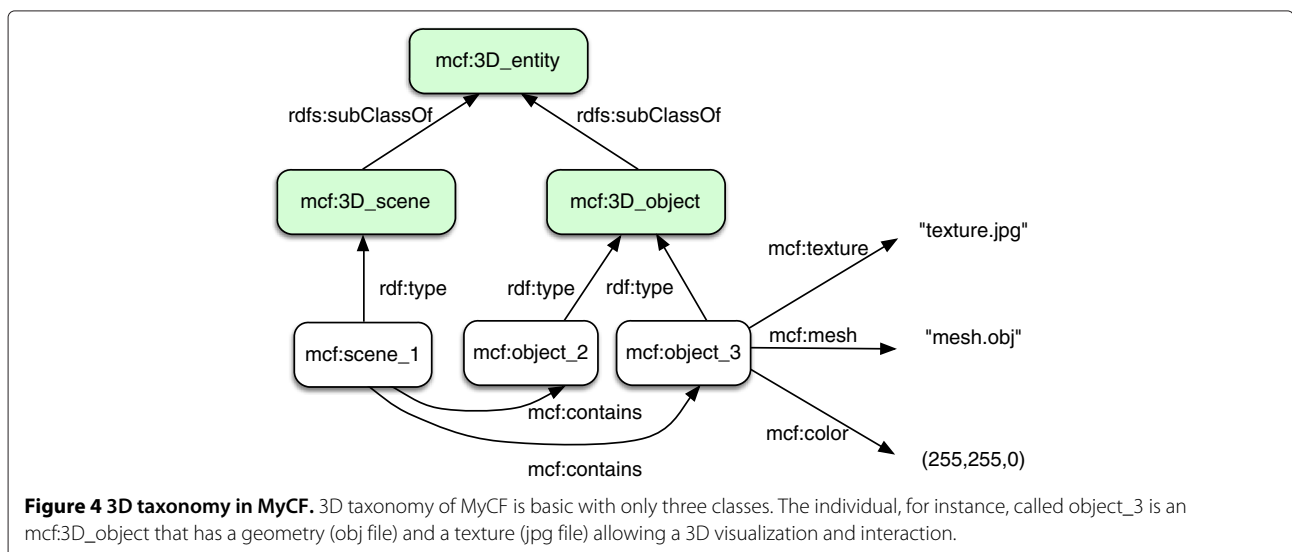 mcf:3D_entity
rdfs:subClassOf
rdfs:subClassOf
mcf:3D_scene
mcf:3D_object
"texture.jpg"
mcf:texture
rdf:type
rdf:type
rdf:type
mcf:scene_1
mcf:object_2
mcf:object_3
mcf:mesh
"mesh.obj"
mcf:contains
mcf:color
mcf:contains
(255,255,0)
Figure 4 3D taxonomy in MyCF. 3D taxonomy of MyCF is basic with only three classes. The individual, for instance, called object_3 is an
mcf:3D_object that has a geometry (obj file) and a texture (jpg file) allowing a 3D visualization and interaction.